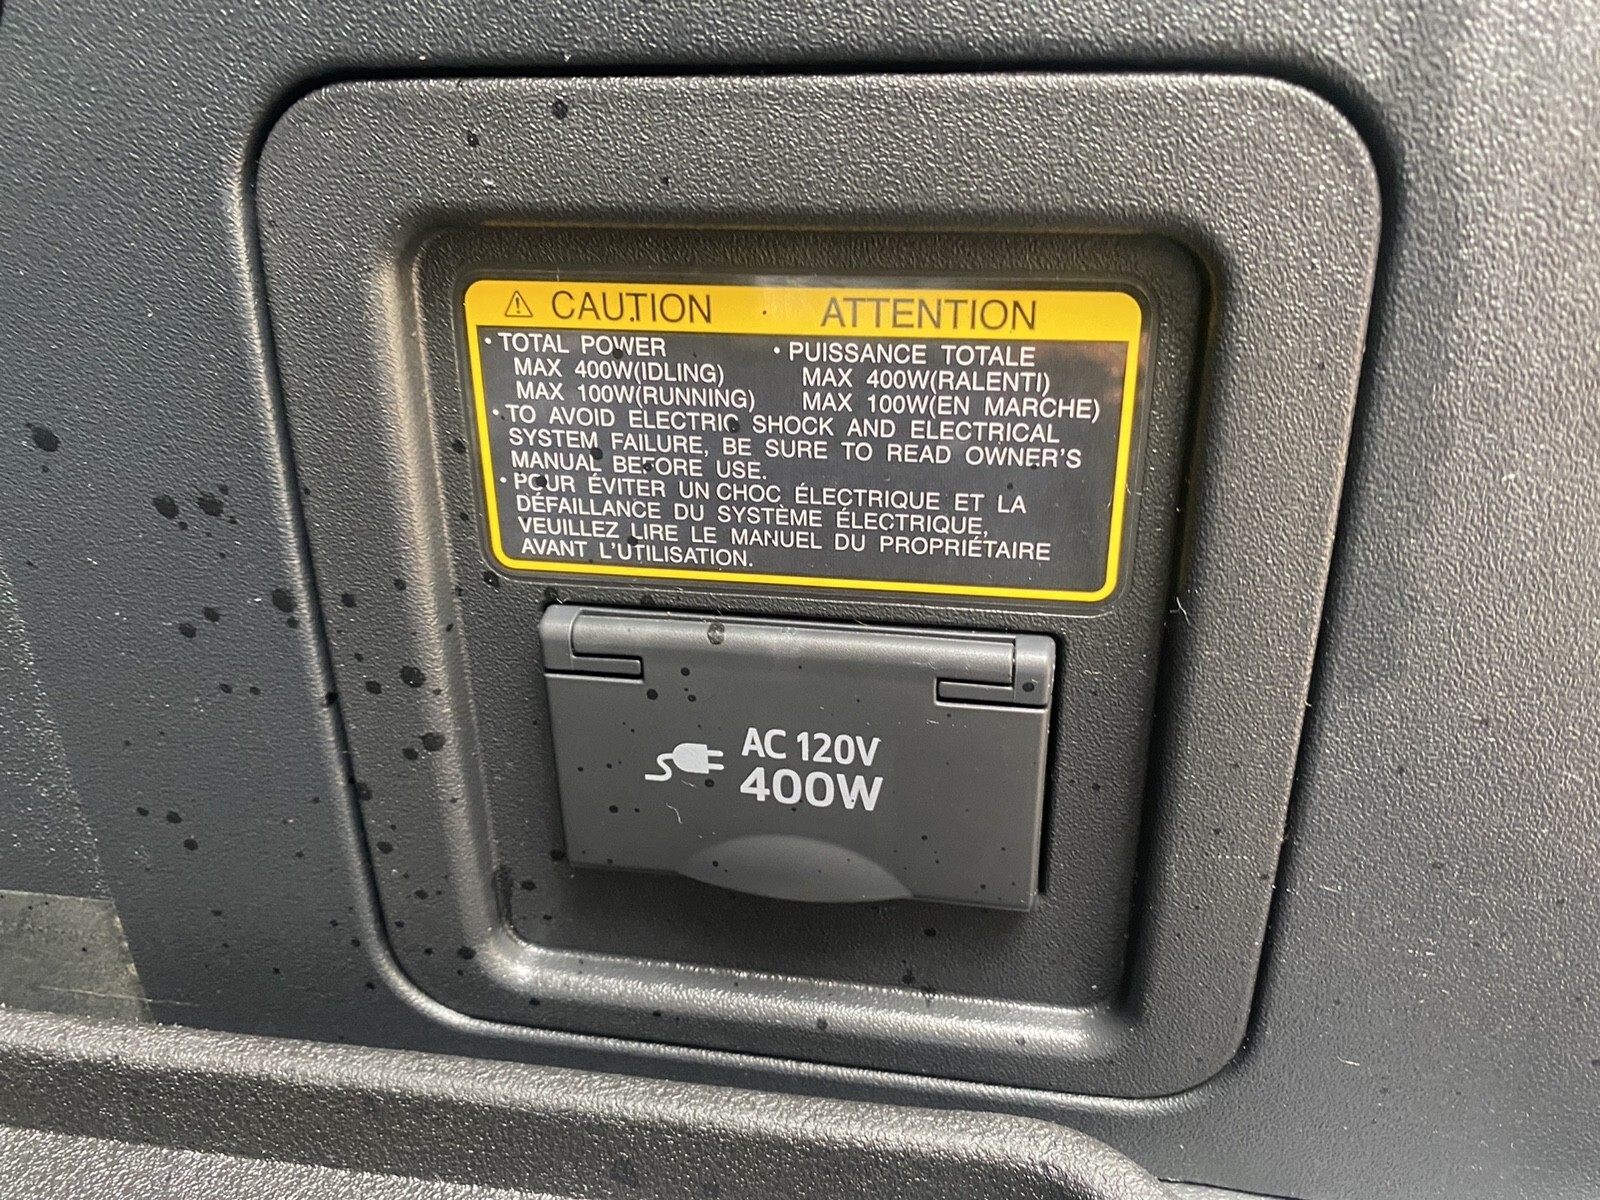 CAUTION ATTENTION
• TOTAL POWER
MAX 400W(IDLING)
MAX 100W(RUNNING)
• PUISSANCE TOTALE
MAX 400W(RALENTI)
MAX 100W(EN MARCHE)
• TO AVOID ELECTRIC SHOCK AND ELECTRICAL
SYSTEM FAILURE, BE SURE TO READ OWNER'S
MANUAL BEFORE USE.
• POUR ÉVITER UN CHOC ÉLECTRIQUE ET LA
DÉFAILLANCE DU SYSTÈME ÉLECTRIQUE,
VEUILLEZ LIRE LE MANUEL DU PROPRIÉTAIRE
AVANT L'UTILISATION.
AC 120V
400W